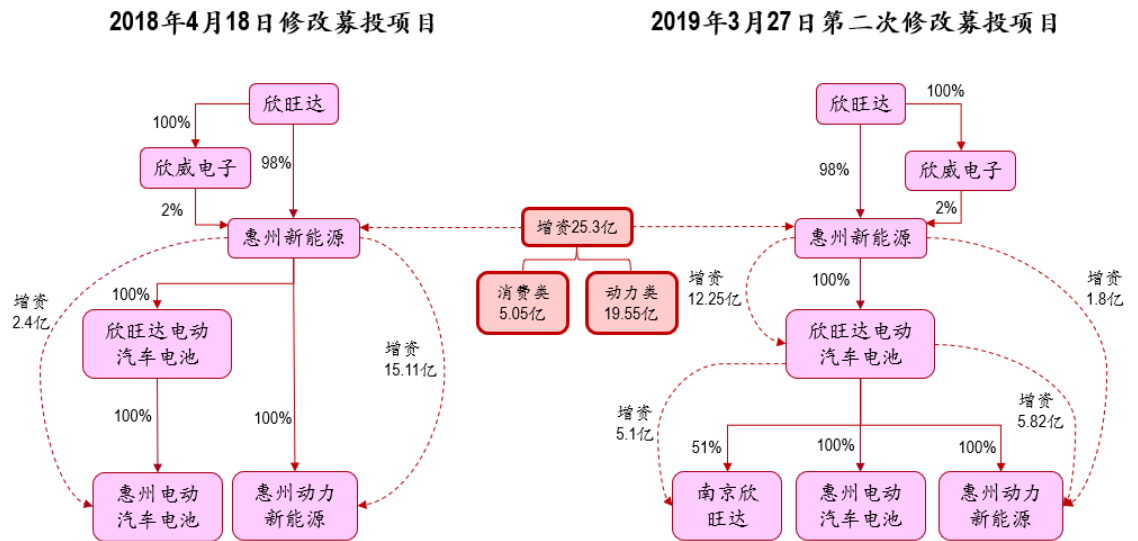 2018年4月18日修改募投项目
2019年3月27日第二次修改募投项目
欣旺达
100%
欣威电子
98%
2%
惠州新能源
增资
2.4亿
100%
欣旺达电动
汽车电池
增资
15.11亿
100%
100%
惠州电动
汽车电池
惠州动力
新能源
增资25.3亿
消费类
5.05亿
动力类
19.55亿
欣旺达
100%
98%
欣威电子
2%
惠州新能源
增资
12.25亿
100%
增资
1.8亿
欣旺达电动
汽车电池
增资
5.1亿
增资
5.82亿
51%
100%
100%
南京欣
旺达
惠州电动
汽车电池
惠州动力
新能源